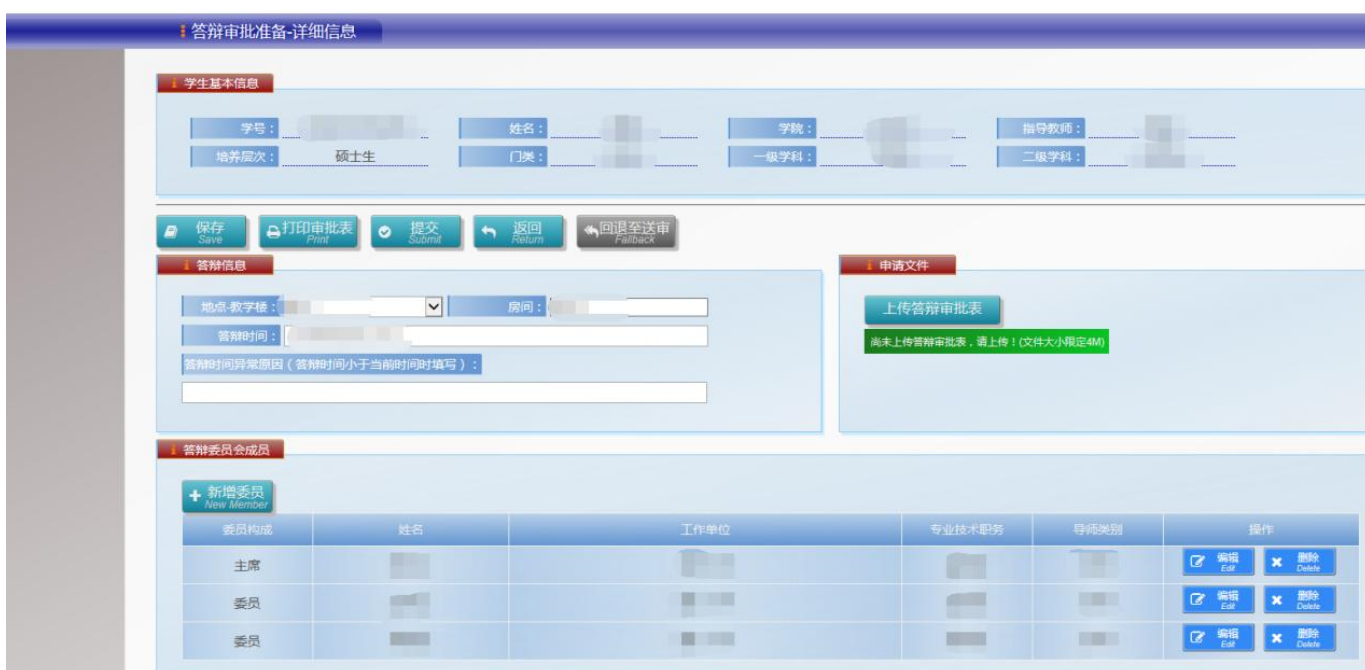 答辩审批准备-详细信息
学生基本信息
学号： 姓名： 学院： 指导教师：
培养层次： 硕士生 门类： 一级学科： 二级学科：
保存 打印审批表 提交 返回 回退至送审
Save Print Submit Return Fallback
答辩信息 申请文件
地点-教学楼： 房间： 上传答辩审批表
答辩时间： 尚未上传答辩审批表，请上传！(文件大小限定4M)
答辩时间异常原因（答辩时间小于当前时间时填写）：
答辩委员会成员
新增委员
New Member
委员构成 姓名 工作单位 专业技术职务 导师类别 操作
主席 编辑 删除
Edit Delete
委员 编辑 删除
Edit Delete
委员 编辑 删除
Edit Delete